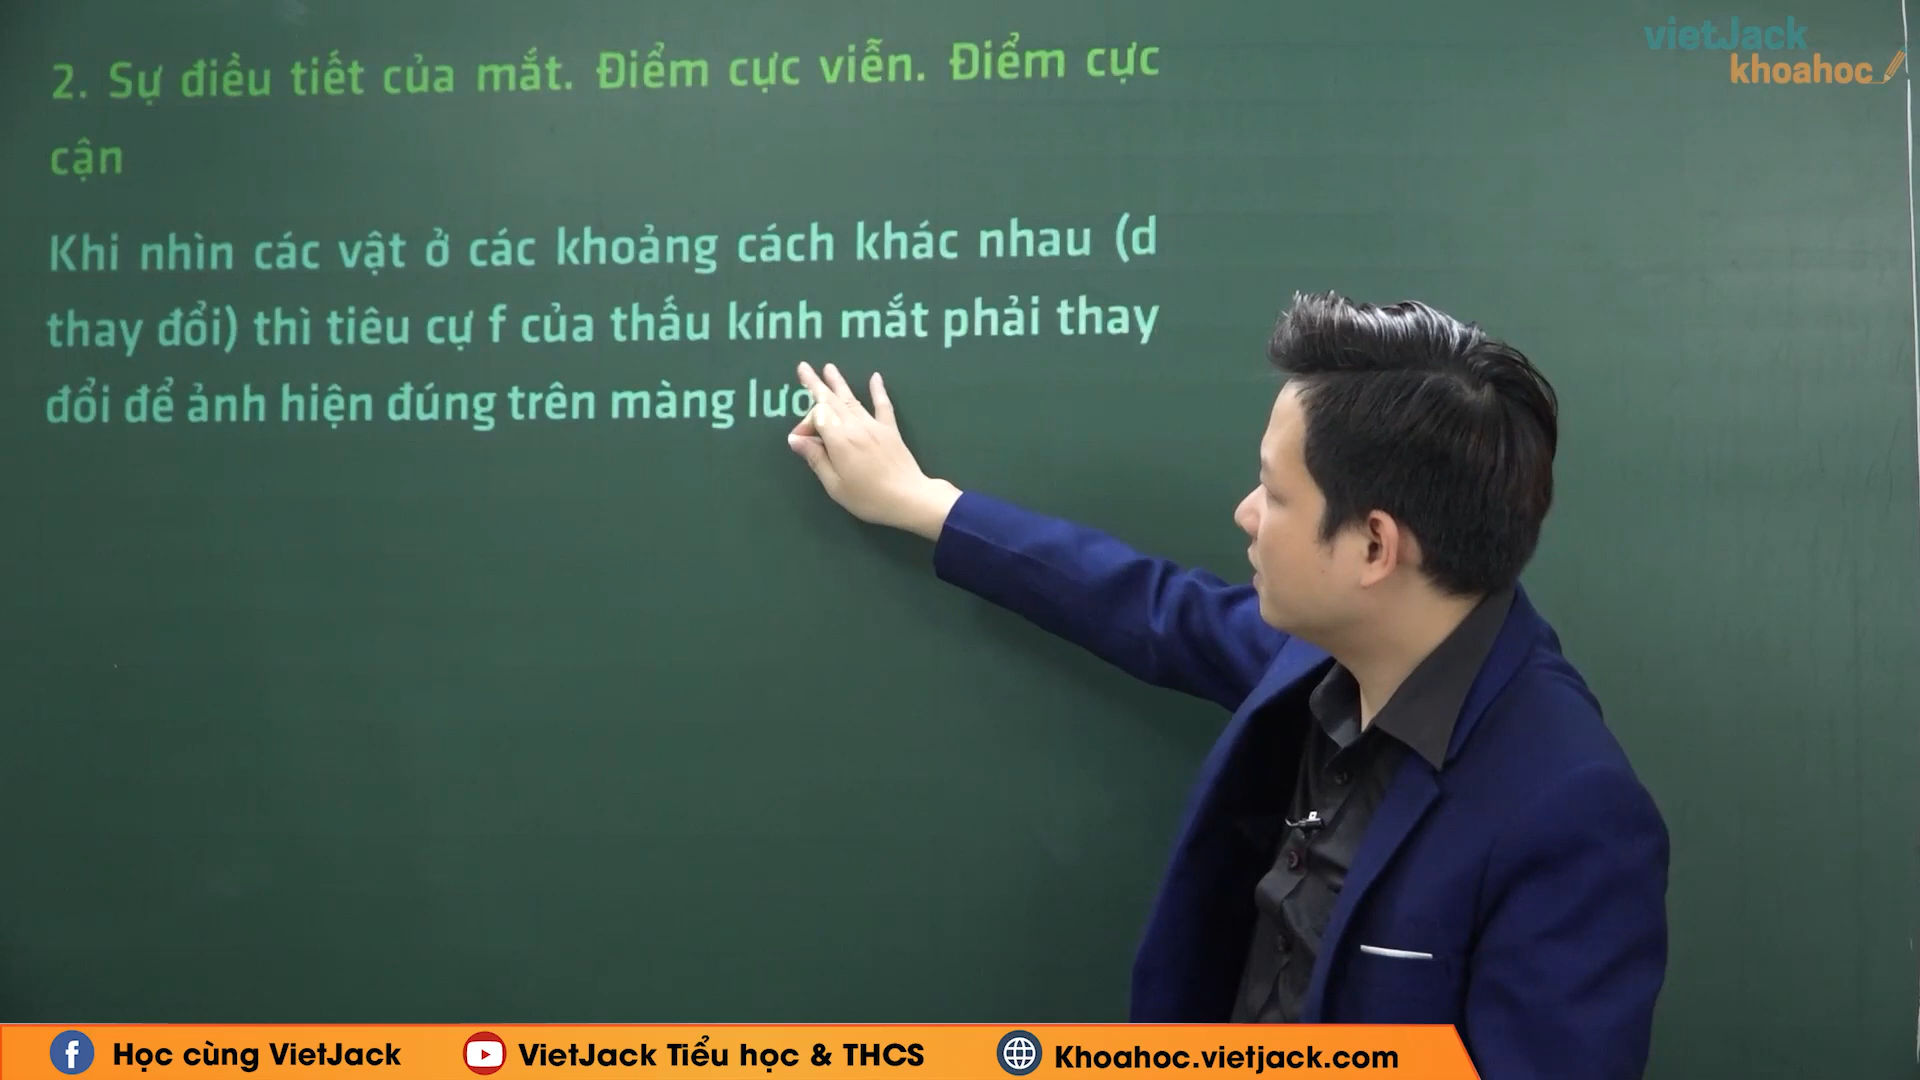 vietJack
khoahoc
2. Sự điều tiết của mắt. Điểm cực viễn. Điểm cực
cận
Khi nhìn các vật ở các khoảng cách khác nhau (d
thay đổi) thì tiêu cự f của thấu kính mắt phải thay
đổi để ảnh hiện đúng trên màng
Học cùng VietJack
VietJack Tiểu học & THCS
Khoahoc.vietjack.com